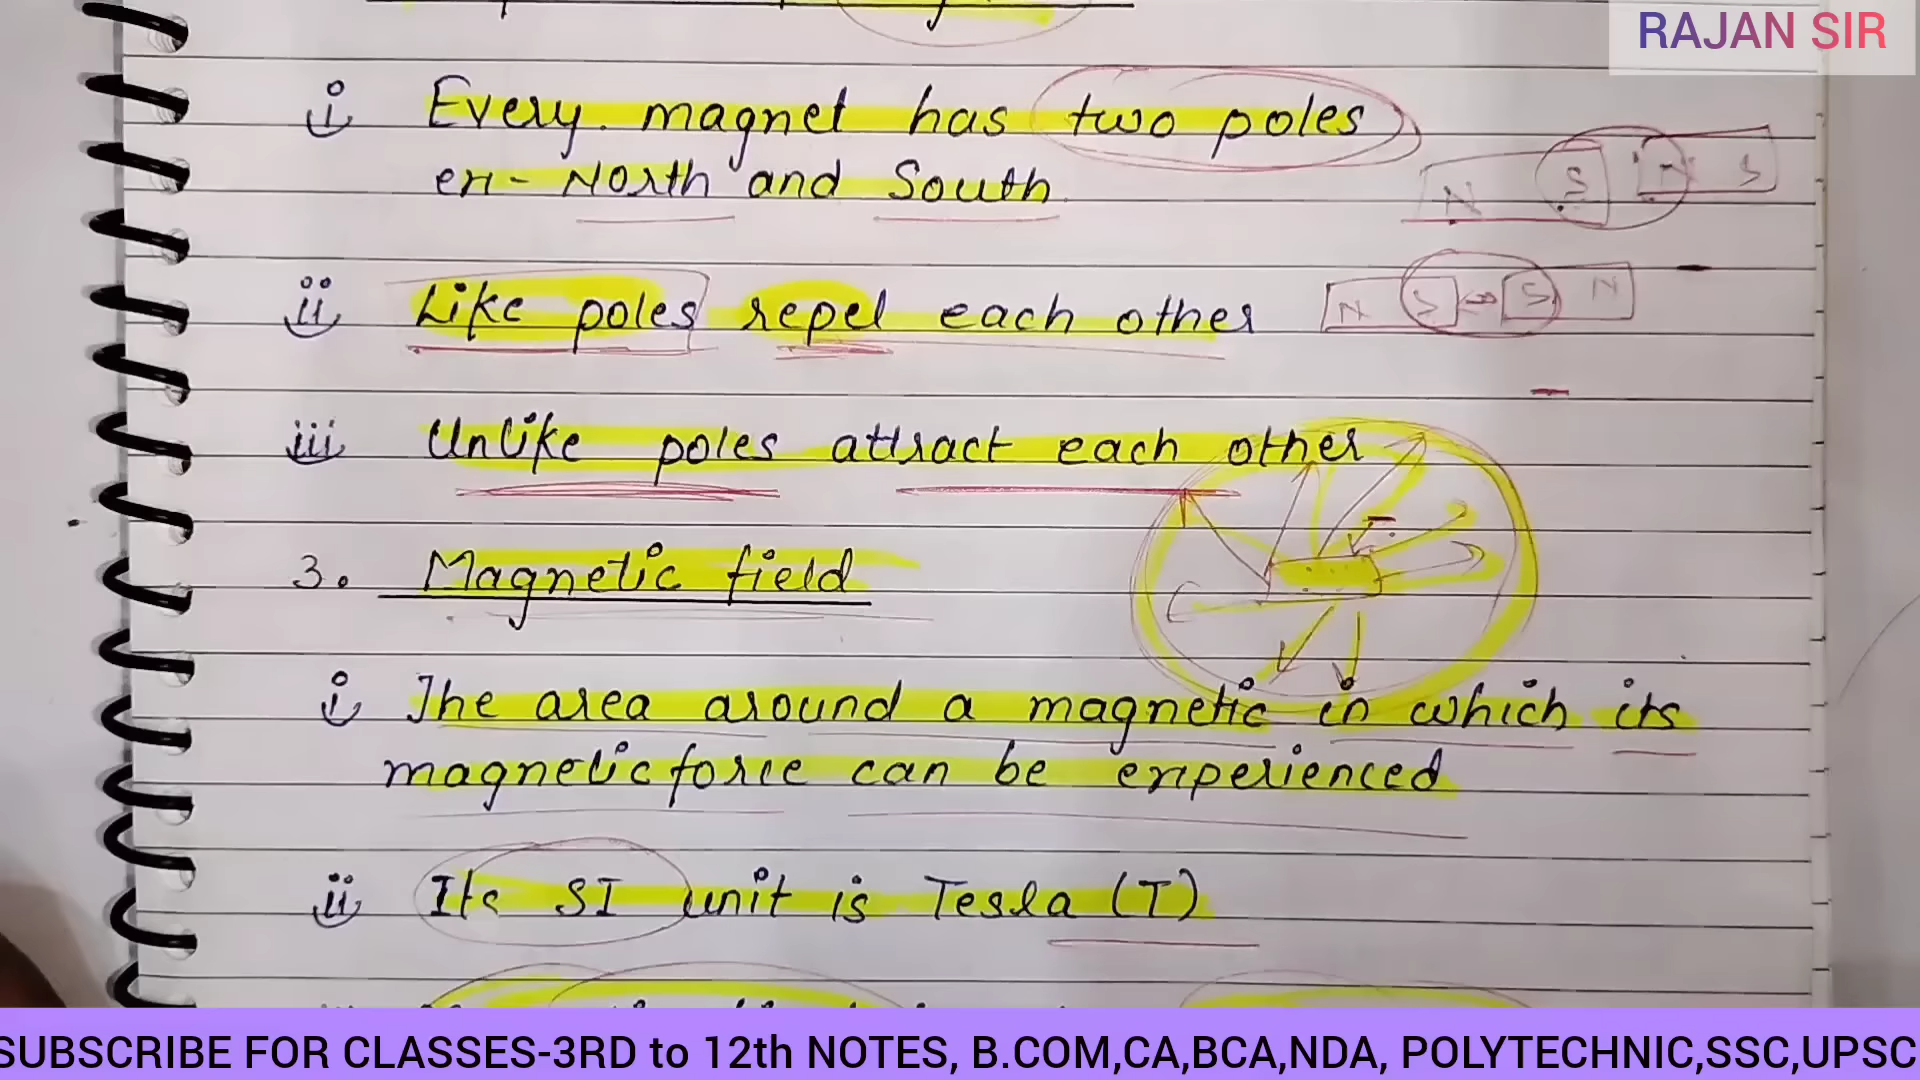 RAJAN SIR
i) Every magnet has two poles
ex- North and South
N S N S
ii) Like poles repel each other
N S S N
iii) Unlike poles attract each other
3. Magnetic field
i) The area around a magnetic in which its
magnetic force can be experienced
ii) Its SI unit is Tesla (T)
SUBSCRIBE FOR CLASSES-3RD to 12th NOTES, B.COM,CA,BCA,NDA, POLYTECHNIC,SSC,UPSC